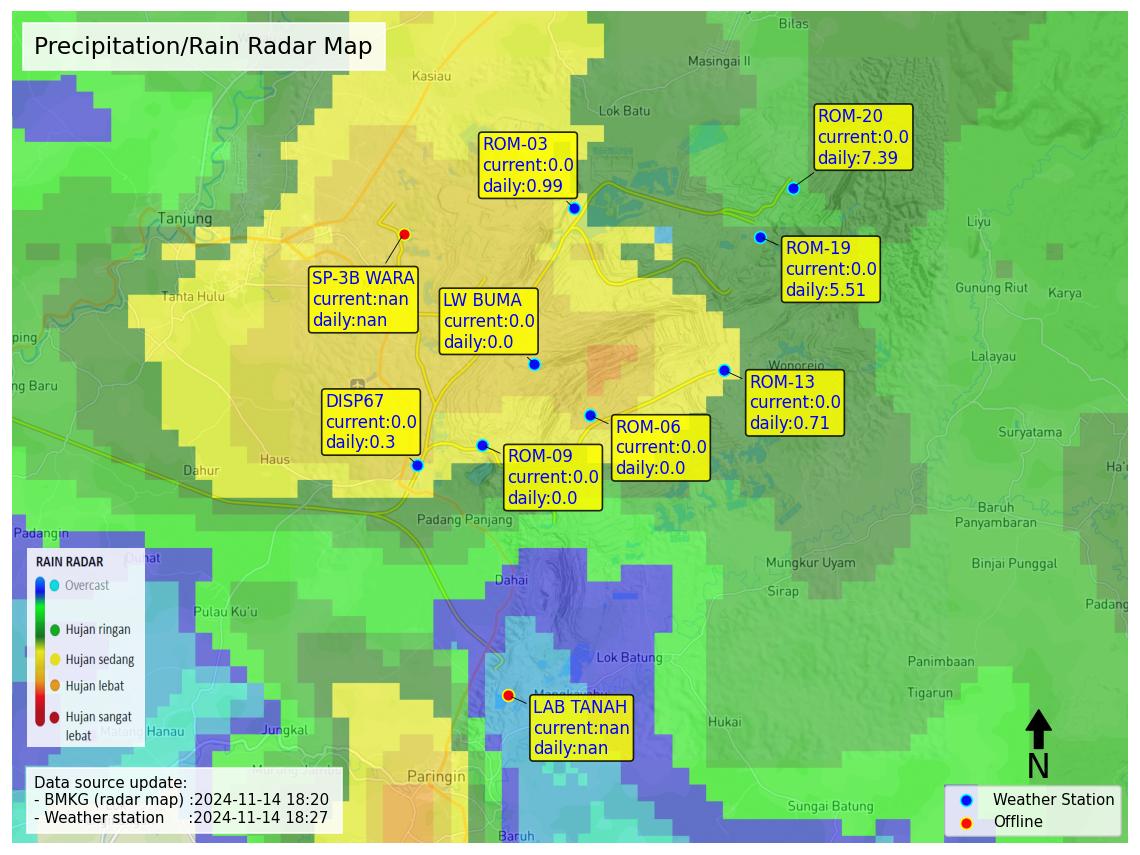 Precipitation/Rain Radar Map
Bilas
Masingai II
Kasiau
Lok Batu
ROM-20
current:0.0
daily:7.39
ROM-03
current:0.0
daily:0.99
Tanjung
Liyu
ROM-19
current:0.0
daily:5.51
SP-3B WARA
current:nan
daily:nan
LW BUMA
current:0.0
daily:0.0
Tanta Hulu
Gunung Riut
Karya
ping
Lalayau
Wonorejo
ng Baru
ROM-13
current:0.0
daily:0.71
DISP67
current:0.0
daily:0.3
ROM-06
current:0.0
daily:0.0
Suryatama
ROM-09
current:0.0
daily:0.0
Haus
Dahur
Ha'u
Baruh
Panyambaran
Padang Panjang
Padangin
Mungkur Uyam
Binjai Punggal
Dahai
Sirap
Padang
Pulau Ku'u
RAIN RADAR
Overcast
Hujan ringan
Hujan sedang
Hujan lebat
Hujan sangat
lebat
Lok Batung
Panimbaan
Tigarun
LAB TANAH
current:nan
daily:nan
Hukai
Jungkal
Matang Hanau
Paringin
Sungai Batung
Baruh
Data source update:
- BMKG (radar map) :2024-11-14 18:20
- Weather station :2024-11-14 18:27
N
Weather Station
Offline